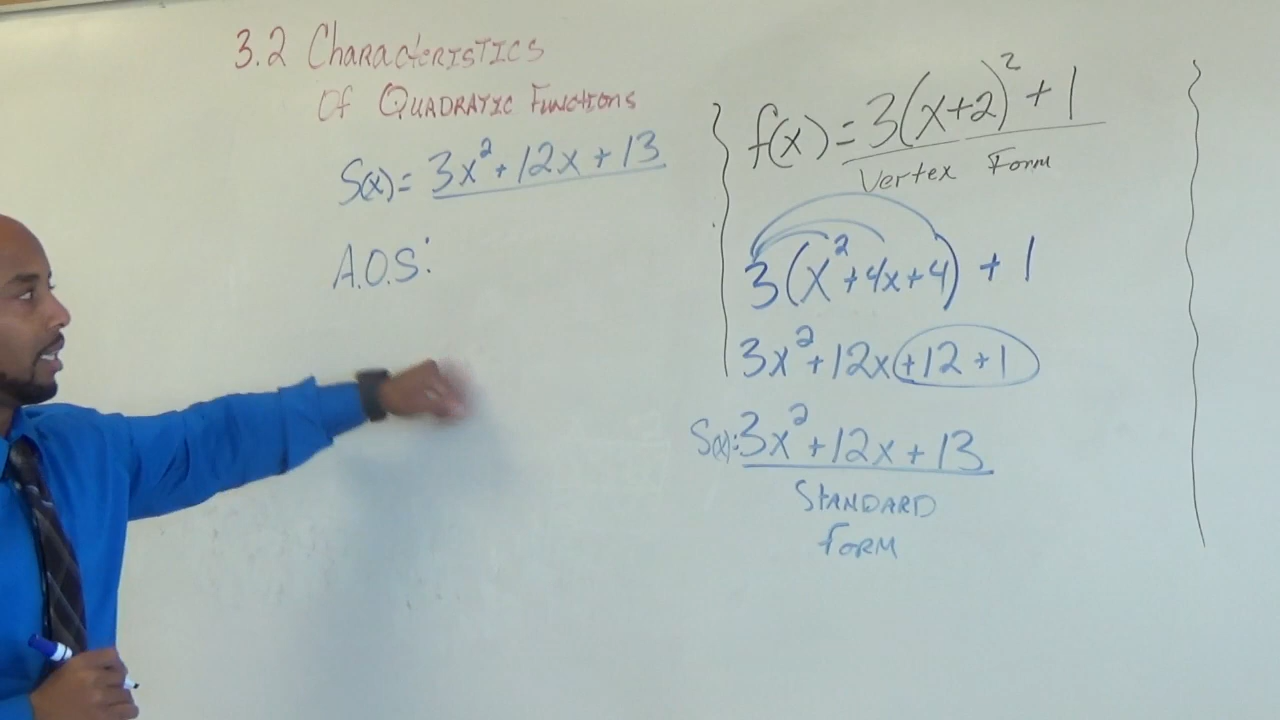 3.2 Characteristics
Of Quadratic Functions
S(x) = 3x² + 12x + 13
A.O.S:
f(x) = 3(x+2)² + 1
Vertex Form
3(x² + 4x + 4) + 1
3x² + 12x + 12 + 1
S(x): 3x² + 12x + 13
Standard
Form